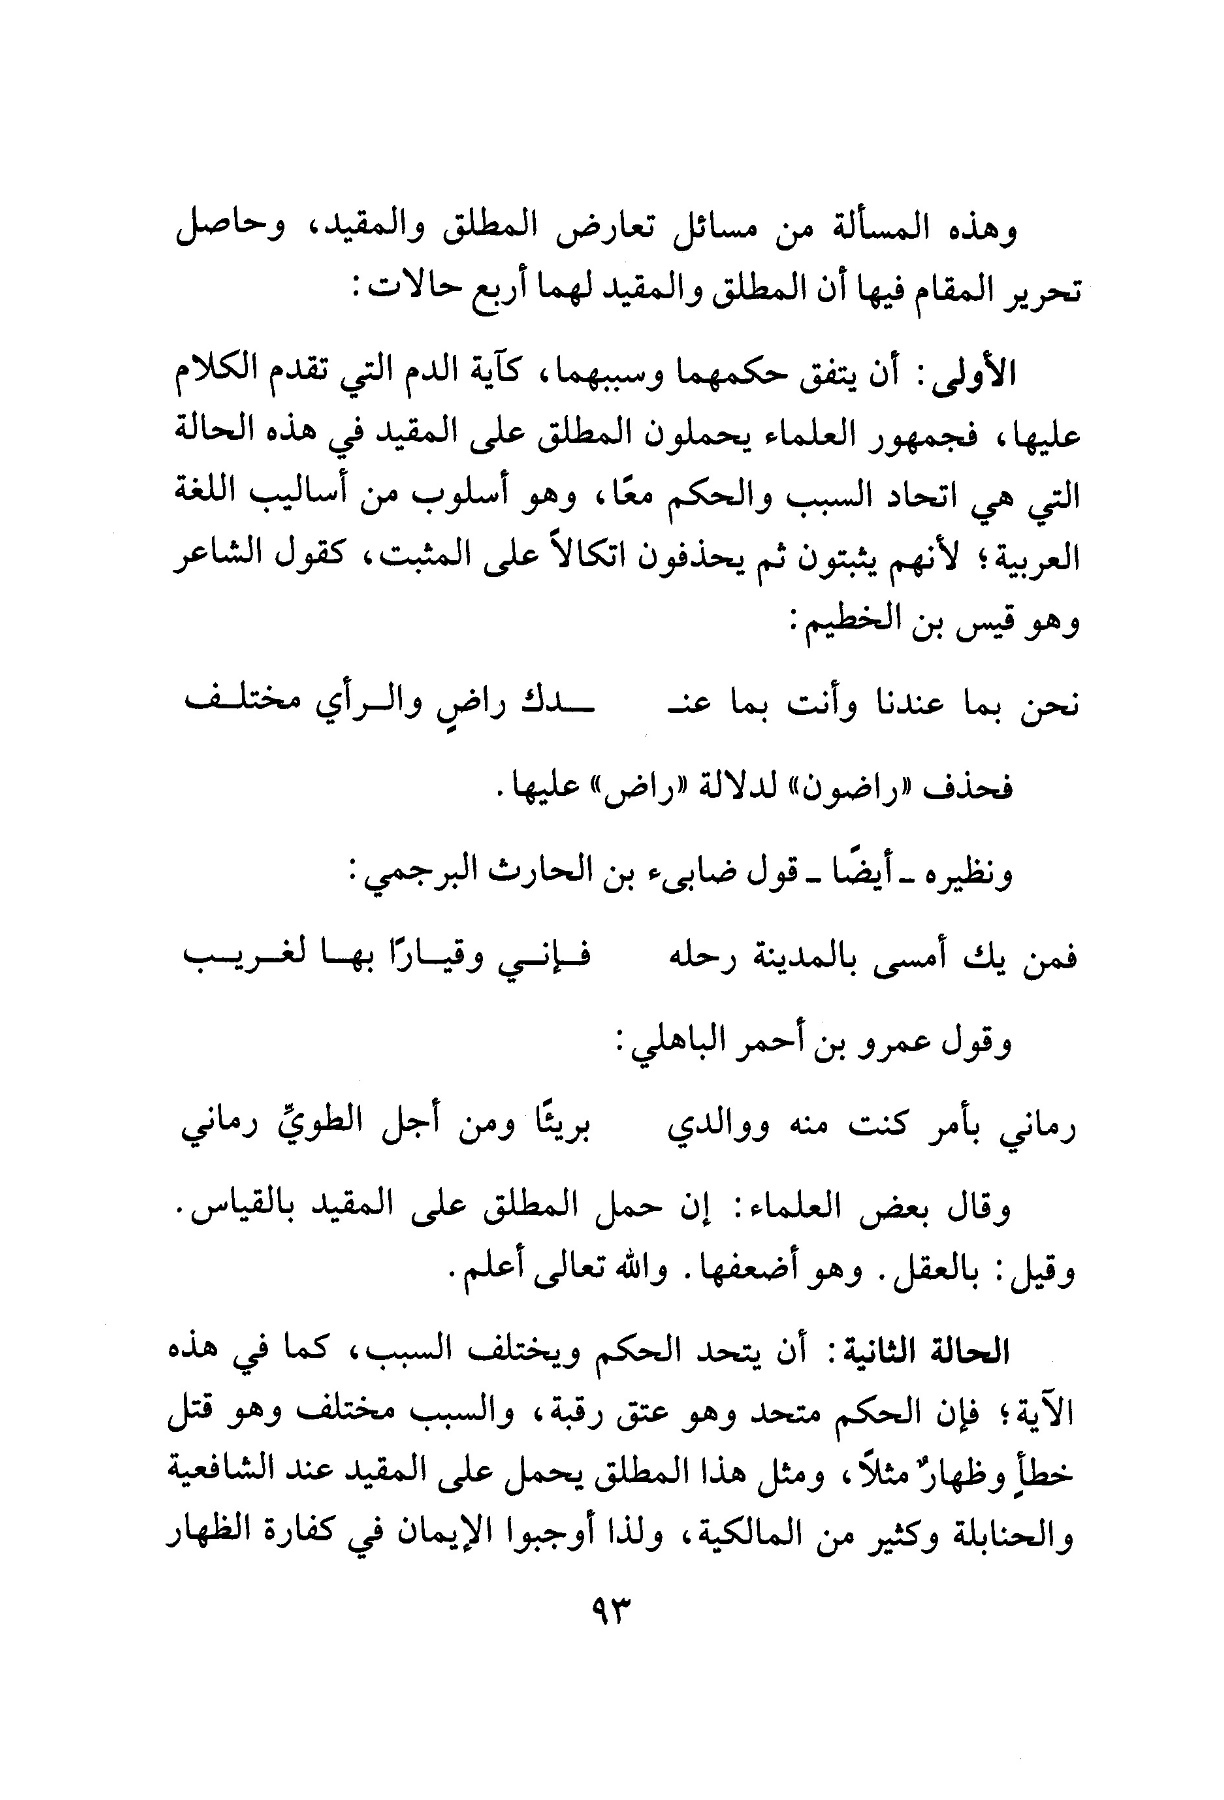 وهذه المسألة من مسائل تعارض المطلق والمقيد، وحاصل
تحرير المقام فيها أن المطلق والمقيد لهما أربع حالات:
الأولى: أن يتفق حكمهما وسببهما، كآية الدم التي تقدم الكلام
عليها، فجمهور العلماء يحملون المطلق على المقيد في هذه الحالة
التي هي اتحاد السبب والحكم معًا، وهو أسلوب من أساليب اللغة
العربية؛ لأنهم يثبتون ثم يحذفون اتكالاً على المثبت، كقول الشاعر
وهو قيس بن الخطيم:
نحن بما عندنا وأنت بما عنـ ـــدك راضٍ والـرأي مختلـف
فحذف «راضون» لدلالة «راض» عليها.
ونظيره ـ أيضًا ـ قول ضابىء بن الحارث البرجمي:
فمن يك أمسى بالمدينة رحله فـإنـي وقيـارًا بهـا لغـريـب
وقول عمرو بن أحمر الباهلي:
رماني بأمر كنت منه ووالدي بريئًا ومن أجل الطويِّ رماني
وقال بعض العلماء: إن حمل المطلق على المقيد بالقياس.
وقيل: بالعقل. وهو أضعفها. والله تعالى أعلم.
الحالة الثانية: أن يتحد الحكم ويختلف السبب، كما في هذه
الآية؛ فإن الحكم متحد وهو عتق رقبة، والسبب مختلف وهو قتل
خطأٍ وظهارٌ مثلاً، ومثل هذا المطلق يحمل على المقيد عند الشافعية
والحنابلة وكثير من المالكية، ولذا أوجبوا الإيمان في كفارة الظهار
٩٣